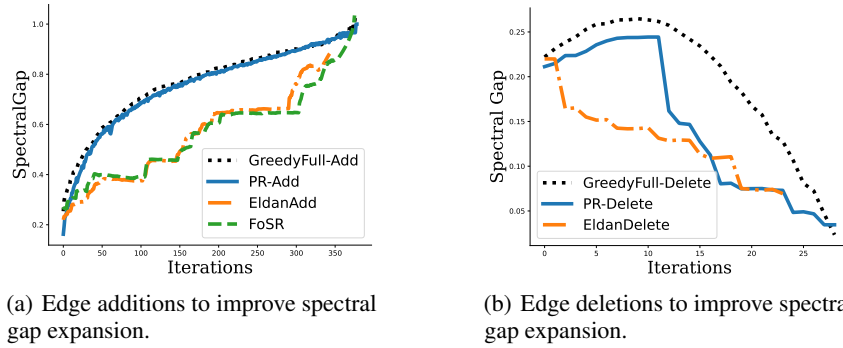 SpectralGap
1.0
0.8
0.6
0.4
0.2
GreedyFull-Add
PR-Add
EldanAdd
FoSR
0 50 100 150 200 250 300 350
Iterations
(a) Edge additions to improve spectral
gap expansion.
Spectral Gap
0.25
0.20
0.15
0.10
0.05
GreedyFull-Delete
PR-Delete
EldanDelete
0 5 10 15 20 25
Iterations
(b) Edge deletions to improve spectra
gap expansion.